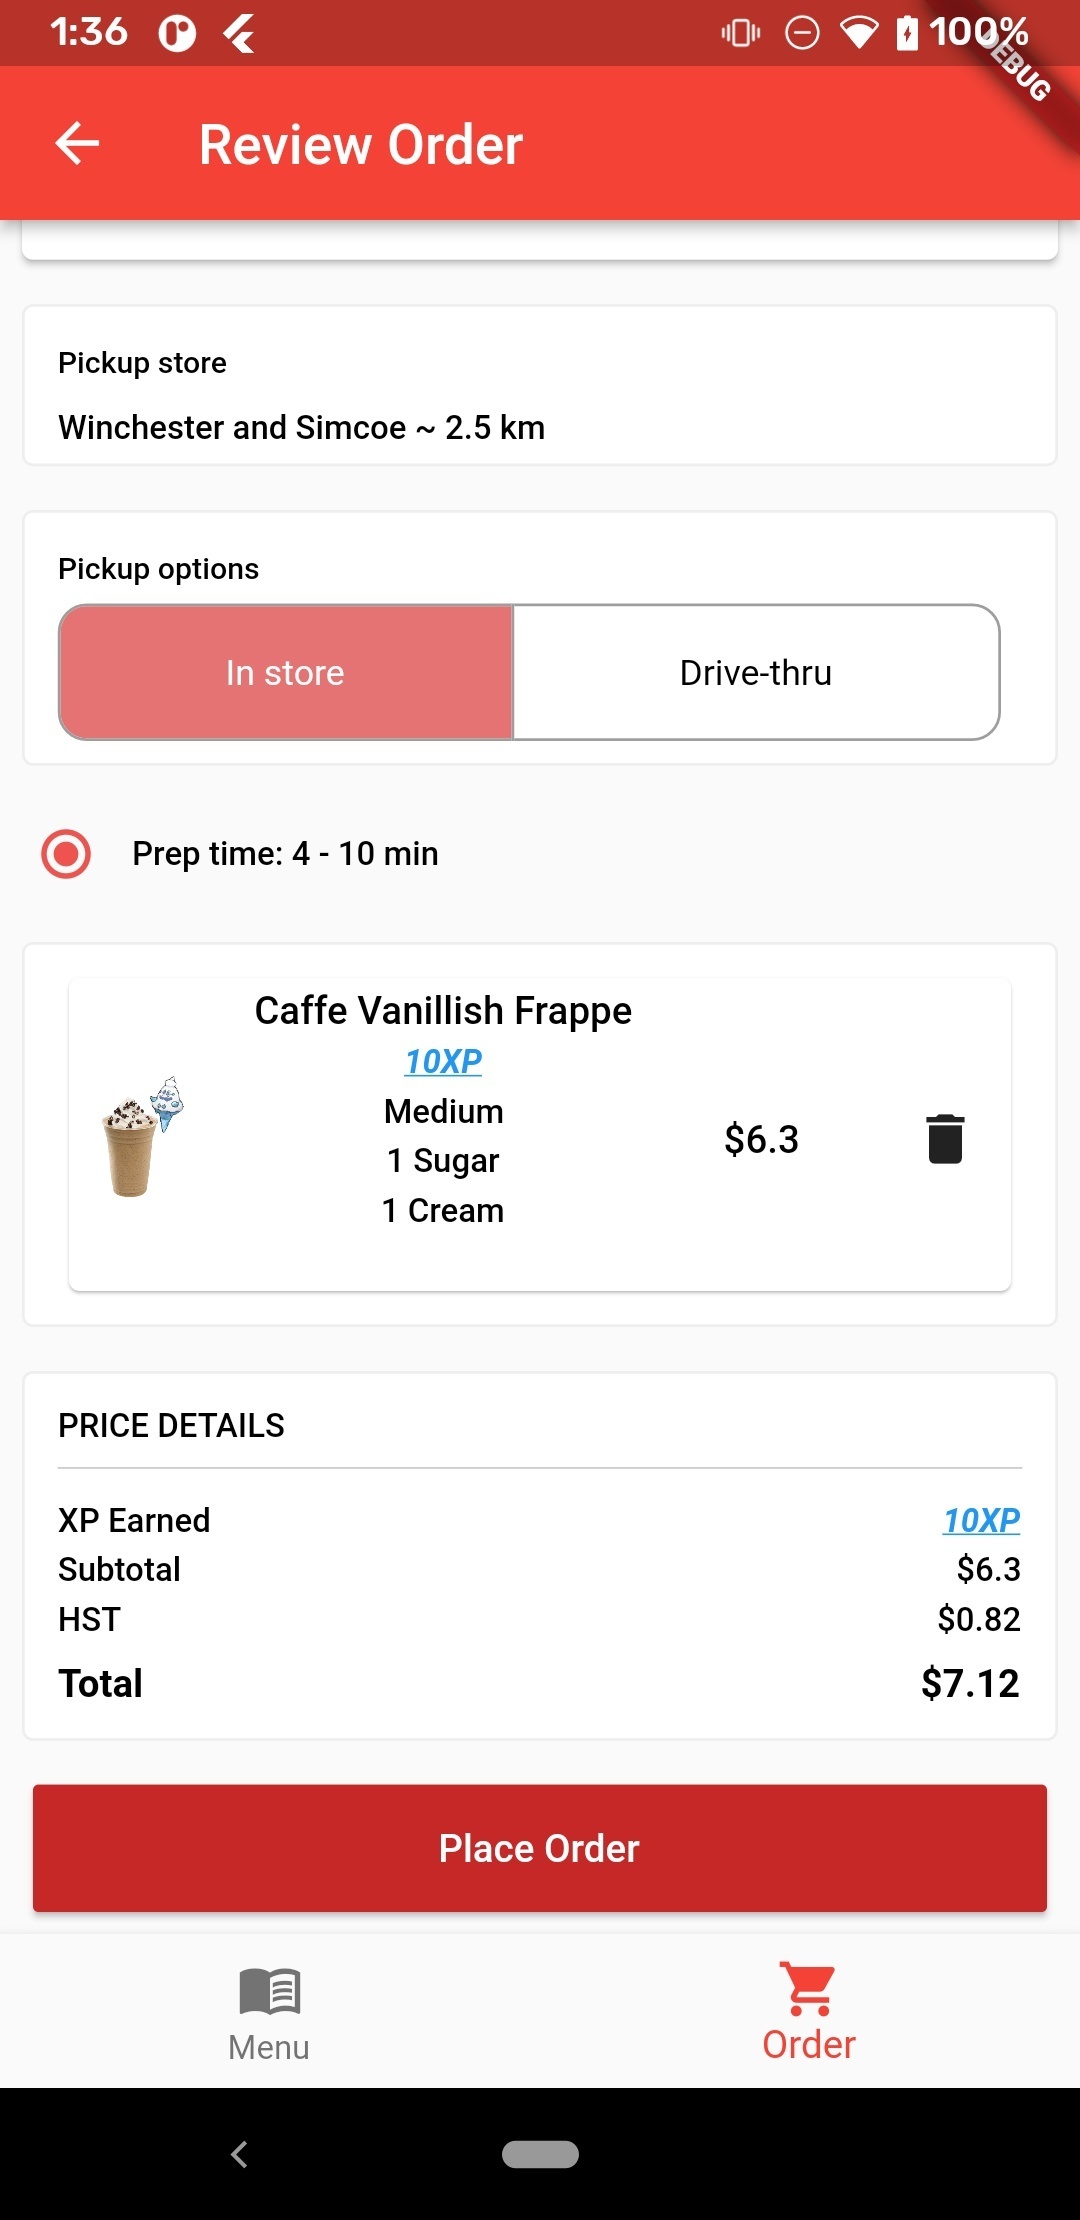 1:36
100%
DEBUG
Review Order
Pickup store
Winchester and Simcoe ~ 2.5 km
Pickup options
In store
Drive-thru
Prep time: 4 - 10 min
Caffe Vanillish Frappe
10XP
Medium
1 Sugar
1 Cream
$6.3
PRICE DETAILS
XP Earned 10XP
Subtotal $6.3
HST $0.82
Total $7.12
Place Order
Menu
Order